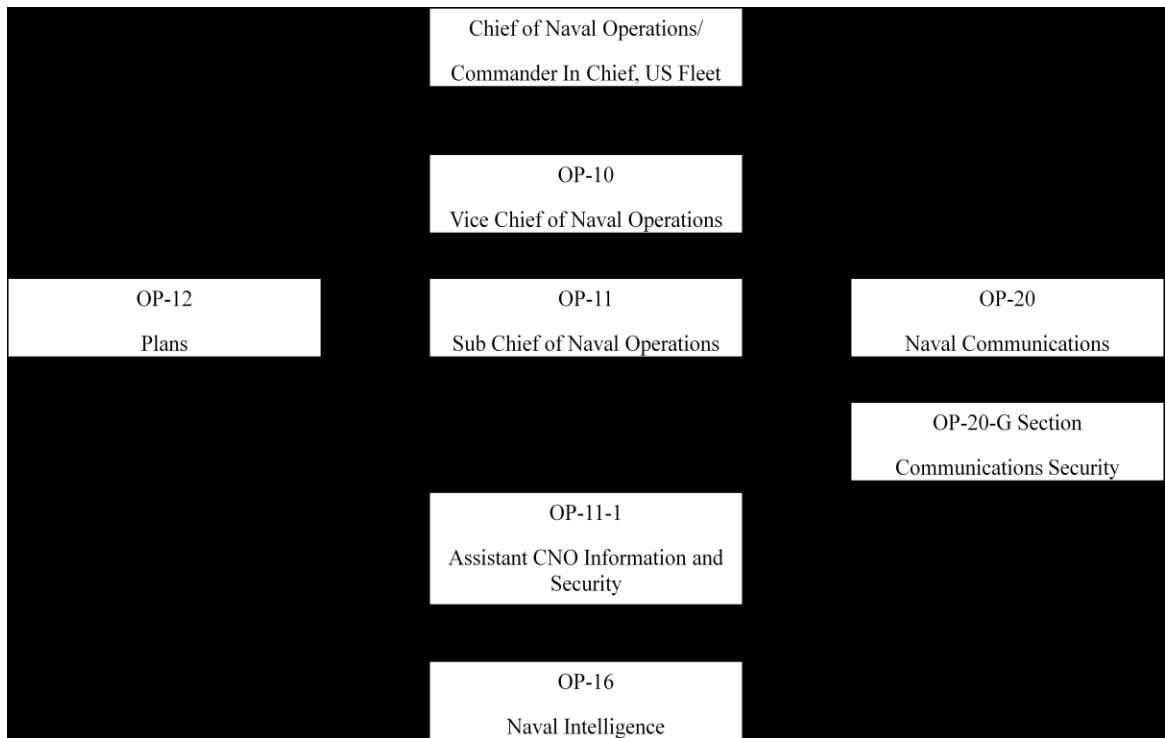 Chief of Naval Operations/
Commander In Chief, US Fleet
OP-10
Vice Chief of Naval Operations
OP-12
Plans
OP-11
Sub Chief of Naval Operations
OP-20
Naval Communications
OP-20-G Section
Communications Security
OP-11-1
Assistant CNO Information and
Security
OP-16
Naval Intelligence